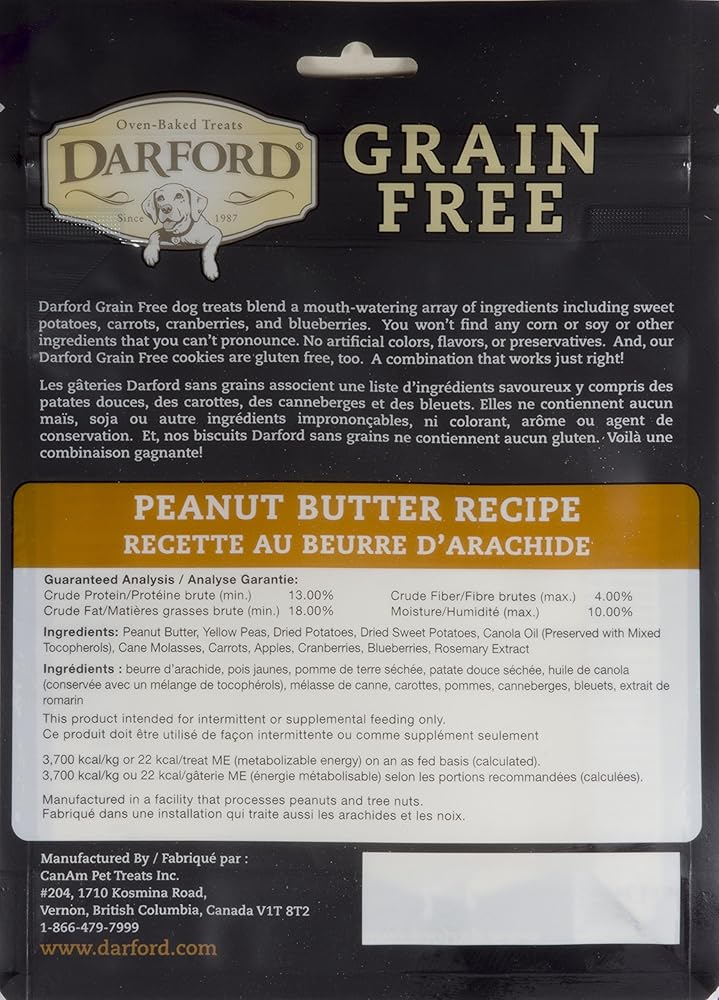 Oven-Baked Treats
DARFORD®
Since 1987
GRAIN
FREE
Darford Grain Free dog treats blend a mouth-watering array of ingredients including sweet
potatoes, carrots, cranberries, and blueberries. You won't find any corn or soy or other
ingredients that you can't pronounce. No artificial colors, flavors, or preservatives. And, our
Darford Grain Free cookies are gluten free, too. A combination that works just right!
Les gâteries Darford sans grains associent une liste d'ingrédients savoureux y compris des
patates douces, des carottes, des canneberges et des bleuets. Elles ne contiennent aucun
maïs, soja ou autre ingrédients imprononçables, ni colorant, arôme ou agent de
conservation. Et, nos biscuits Darford sans grains ne contiennent aucun gluten. Voilà une
combinaison gagnante!
PEANUT BUTTER RECIPE
RECETTE AU BEURRE D'ARACHIDE
Guaranteed Analysis / Analyse Garantie:
Crude Protein/Protéine brute (min.) 13.00% Crude Fiber/Fibre brutes (max.) 4.00%
Crude Fat/Matières grasses brute (min.) 18.00% Moisture/Humidité (max.) 10.00%
Ingredients: Peanut Butter, Yellow Peas, Dried Potatoes, Dried Sweet Potatoes, Canola Oil (Preserved with Mixed
Tocopherols), Cane Molasses, Carrots, Apples, Cranberries, Blueberries, Rosemary Extract
Ingrédients : beurre d'arachide, pois jaunes, pomme de terre séchée, patate douce séchée, huile de canola
(conservée avec un mélange de tocophérols), mélasse de canne, carottes, pommes, canneberges, bleuets, extrait de
romarin
This product intended for intermittent or supplemental feeding only.
Ce produit doit être utilisé de façon intermittente ou comme supplément seulement
3,700 kcal/kg or 22 kcal/treat ME (metabolizable energy) on an as fed basis (calculated).
3,700 kcal/kg ou 22 kcal/gâterie ME (énergie métabolisable) selon les portions recommandées (calculées).
Manufactured in a facility that processes peanuts and tree nuts.
Fabriqué dans une installation qui traite aussi les arachides et les noix.
Manufactured By / Fabriqué par :
CanAm Pet Treats Inc.
#204, 1710 Kosmina Road,
Vernon, British Columbia, Canada V1T 8T2
1-866-479-7999
www.darford.com